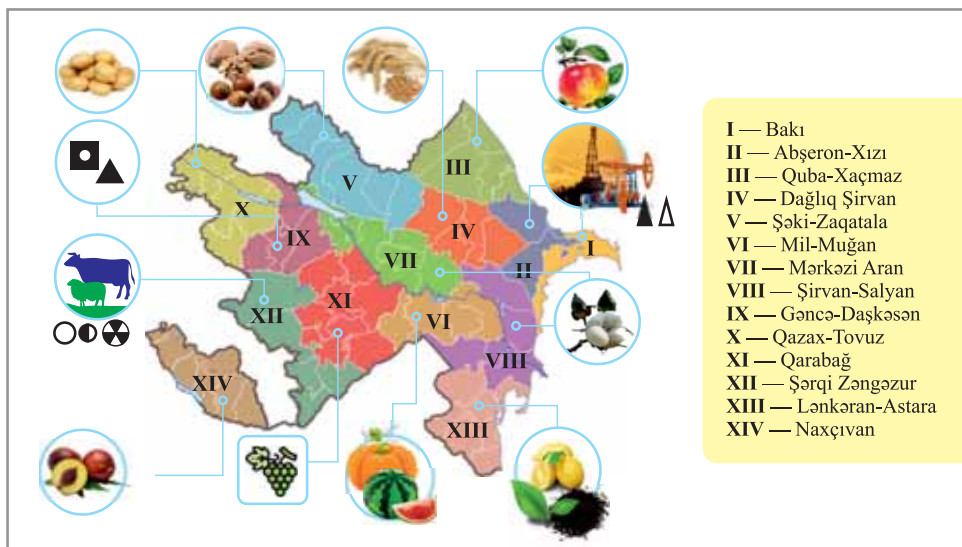 III
V
X
IX
IV
I
VII
II
XI
XII
VI
VIII
XIV
XIII
I — Bakı
II — Abşeron-Xızı
III — Quba-Xaçmaz
IV — Dağlıq Şirvan
V — Şəki-Zaqatala
VI — Mil-Muğan
VII — Mərkəzi Aran
VIII — Şirvan-Salyan
IX — Gəncə-Daşkəsən
X — Qazax-Tovuz
XI — Qarabağ
XII — Şərqi Zəngəzur
XIII — Lənkəran-Astara
XIV — Naxçıvan